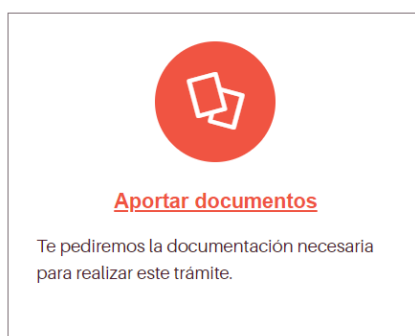 Aportar documentos
Te pediremos la documentación necesaria
para realizar este trámite.